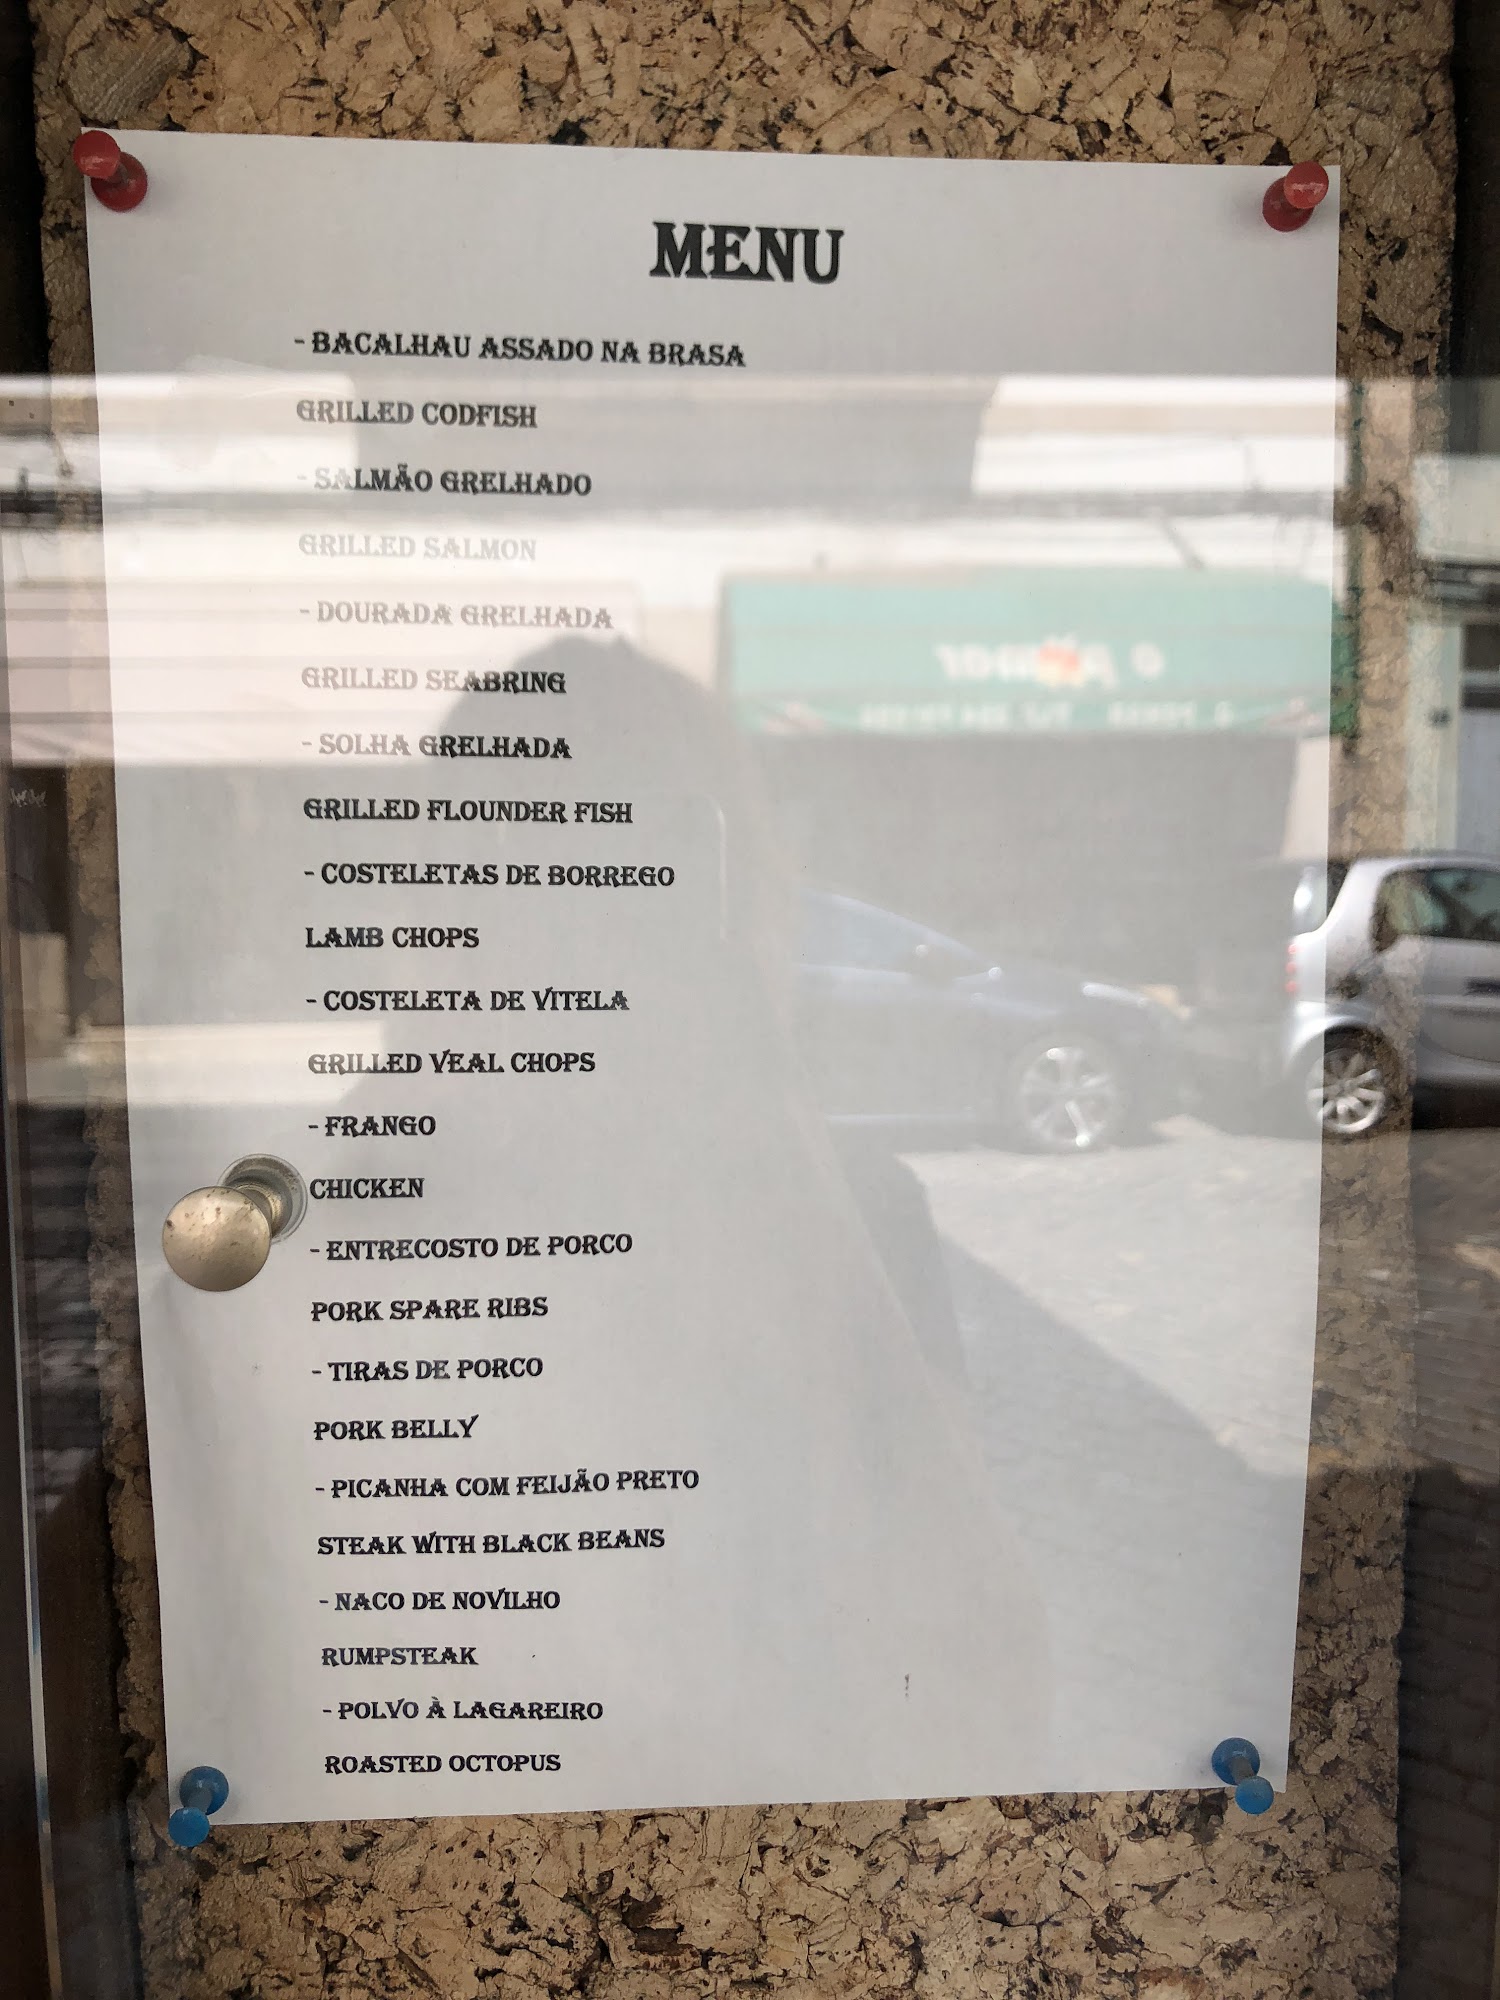 MENU
- BACALHAU ASSADO NA BRASA
GRILLED CODFISH
- SALMÃO GRELHADO
GRILLED SALMON
- DOURADA GRELHADA
GRILLED SEABRING
- SOLHA GRELHADA
GRILLED FLOUNDER FISH
- COSTELETAS DE BORREGO
LAMB CHOPS
- COSTELETA DE VITELA
GRILLED VEAL CHOPS
- FRANGO
CHICKEN
- ENTRECOSTO DE PORCO
PORK SPARE RIBS
- TIRAS DE PORCO
PORK BELLY
- PICANHA COM FEIJÃO PRETO
STEAK WITH BLACK BEANS
- NACO DE NOVILHO
RUMPSTEAK
- POLVO À LAGAREIRO
ROASTED OCTOPUS